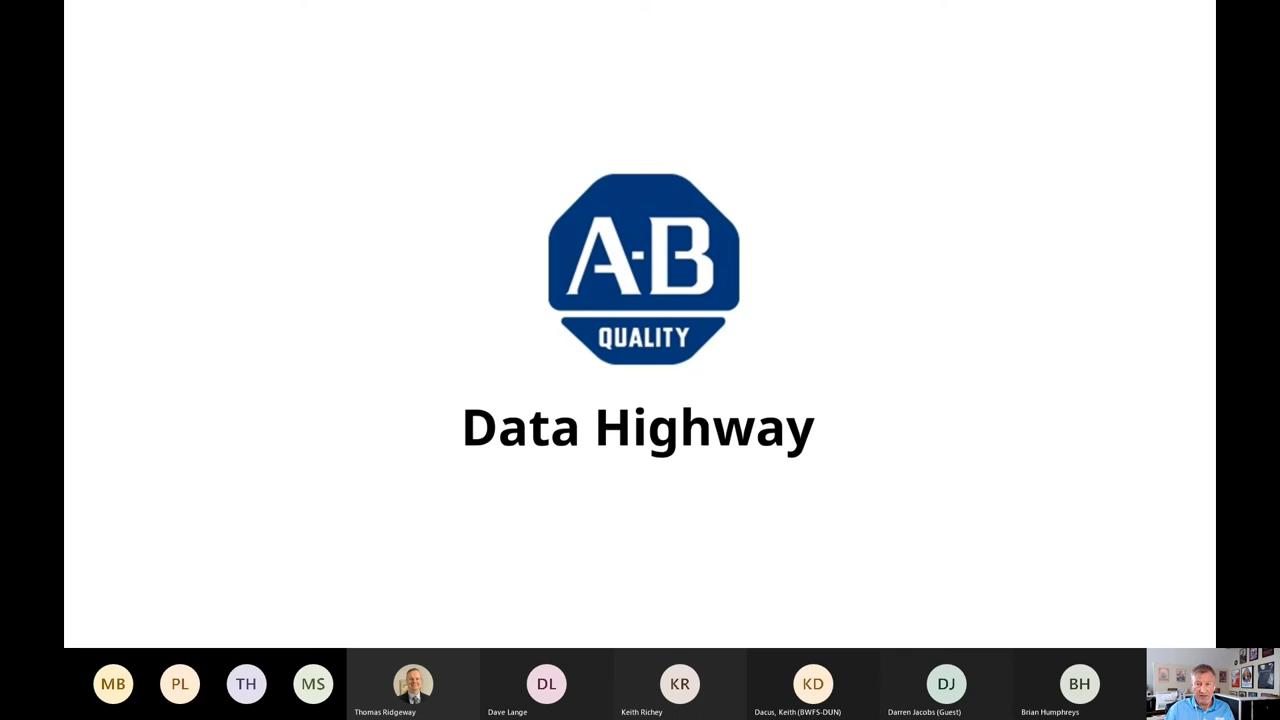 A-B
QUALITY
Data Highway
MB
PL
TH
MS
DL
KR
KD
DJ
BH
Thomas Ridgeway
Dave Lange
Keith Richey
Dacus, Keith (BWFS-DUN)
Darren Jacobs (Guest)
Brian Humphreys